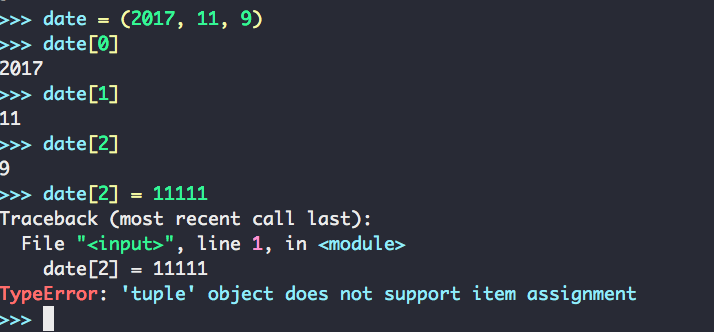 >>> date = (2017, 11, 9)
>>> date[0]
2017
>>> date[1]
11
>>> date[2]
9
>>> date[2] = 11111
Traceback (most recent call last):
  File "<input>", line 1, in <module>
    date[2] = 11111
TypeError: 'tuple' object does not support item assignment
>>>